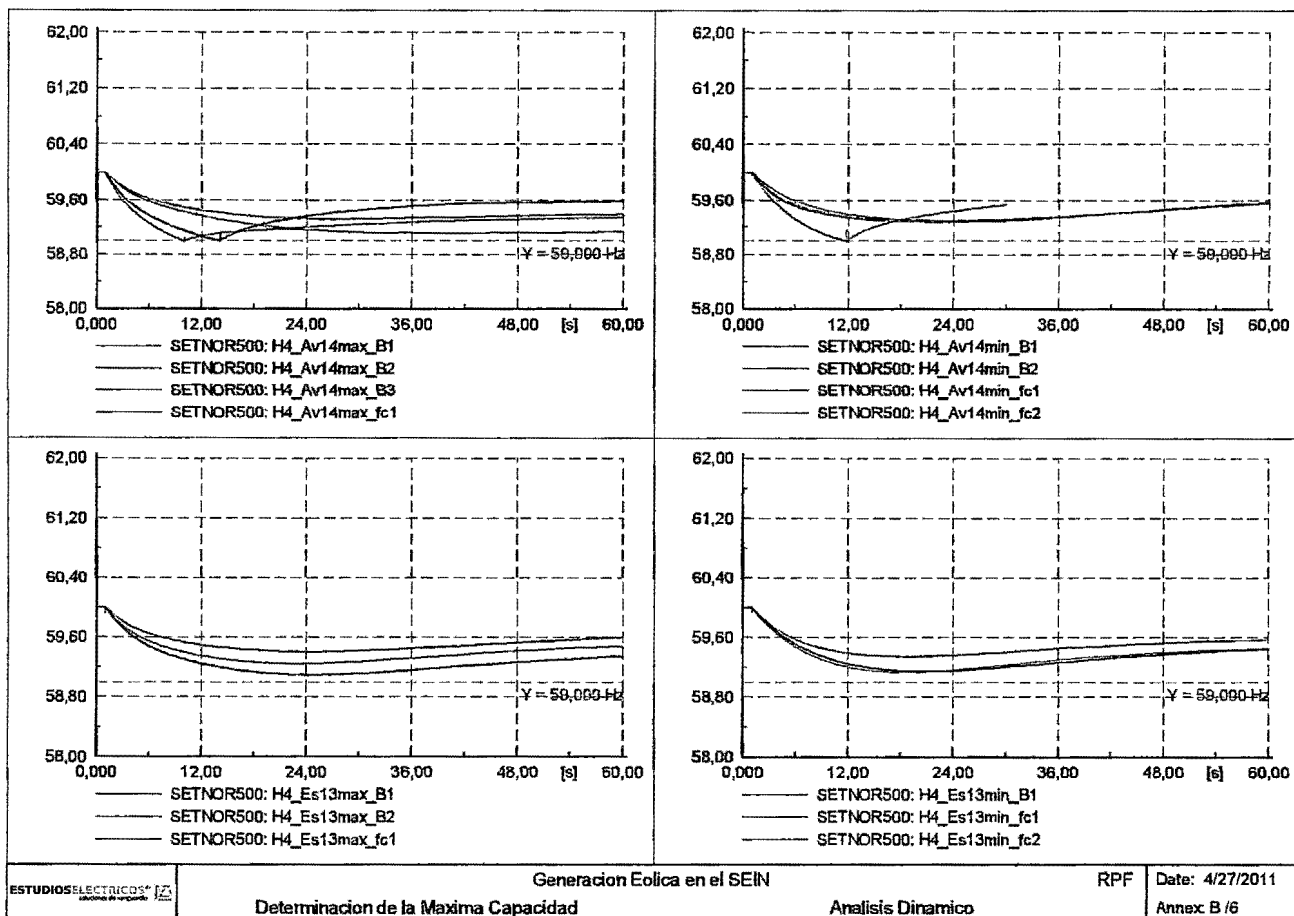 62,00
61,20
60,40
59,60
58,80
58,00
Y = 59,000 Hz
0,000 12,00 24,00 36,00 48,00 [s] 60,00
SETNOR500: H4_Av14max_B1
SETNOR500: H4_Av14max_B2
SETNOR500: H4_Av14max_B3
SETNOR500: H4_Av14max_fc1
62,00
61,20
60,40
59,60
58,80
58,00
Y = 59,000 Hz
0,000 12,00 24,00 36,00 48,00 [s] 60,00
SETNOR500: H4_Av14min_B1
SETNOR500: H4_Av14min_B2
SETNOR500: H4_Av14min_fc1
SETNOR500: H4_Av14min_fc2
62,00
61,20
60,40
59,60
58,80
58,00
Y = 59,000 Hz
0,000 12,00 24,00 36,00 48,00 [s] 60,00
SETNOR500: H4_Es13max_B1
SETNOR500: H4_Es13max_B2
SETNOR500: H4_Es13max_fc1
62,00
61,20
60,40
59,60
58,80
58,00
Y = 59,000 Hz
0,000 12,00 24,00 36,00 48,00 [s] 60,00
SETNOR500: H4_Es13min_B1
SETNOR500: H4_Es13min_fc1
SETNOR500: H4_Es13min_fc2
ESTUDIOS ELECTRICOS
Generacion Eolica en el SEIN RPF
Determinacion de la Maxima Capacidad Analisis Dinamico
Date: 4/27/2011
Annex: B /6